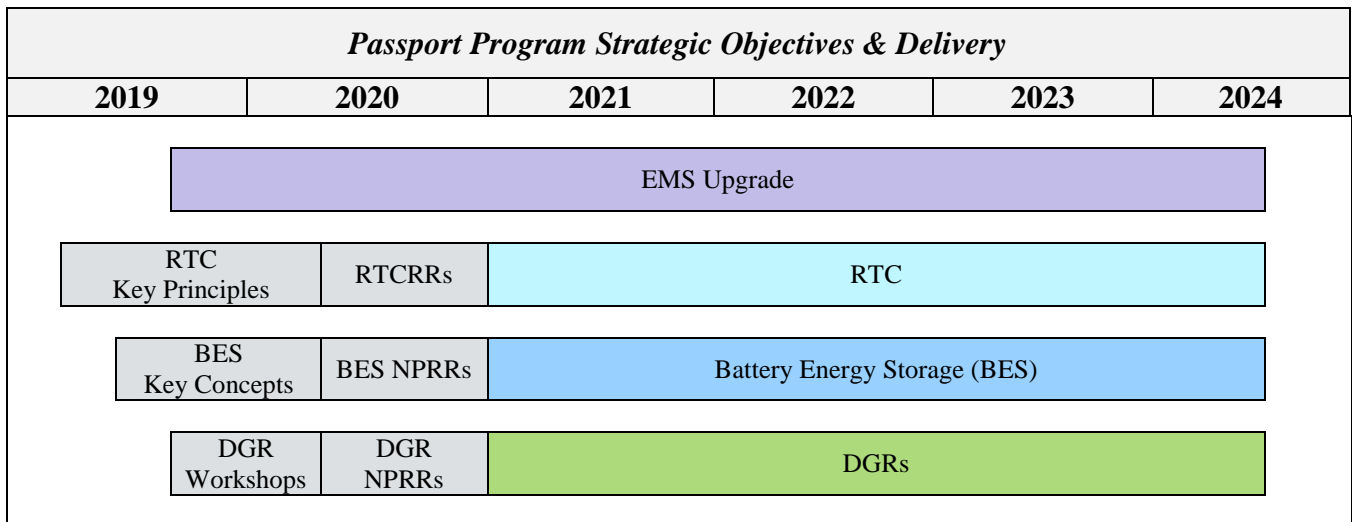 Passport Program Strategic Objectives & Delivery
2019 2020 2021 2022 2023 2024
EMS Upgrade
RTC
Key Principles
RTCRRs
RTC
BES
Key Concepts
BES NPRRs
Battery Energy Storage (BES)
DGR
Workshops
DGR
NPRRs
DGRs